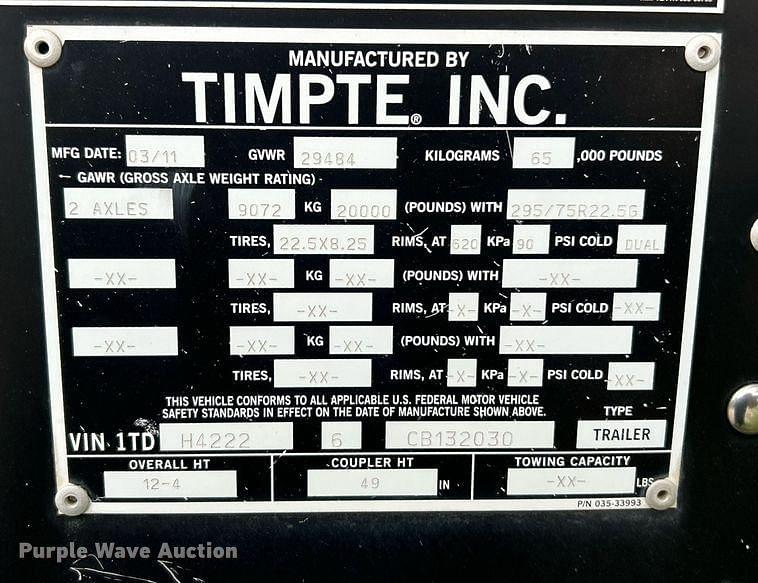 MANUFACTURED BY
TIMPTE® INC.
MFG DATE: 03/11 GVWR 29484 KILOGRAMS 65 ,000 POUNDS
GAWR (GROSS AXLE WEIGHT RATING)
2 AXLES 9072 KG 20000 (POUNDS) WITH 295/75R22.5G
TIRES, 22.5X8.25 RIMS, AT 620 KPa 90 PSI COLD DUAL
-XX- -XX- KG -XX- (POUNDS) WITH -XX-
TIRES, -XX- RIMS, AT -X- KPa -X- PSI COLD -XX-
-XX- -XX- KG -XX- (POUNDS) WITH -XX-
TIRES, -XX- RIMS, AT -X- KPa -X- PSI COLD -XX-
THIS VEHICLE CONFORMS TO ALL APPLICABLE U.S. FEDERAL MOTOR VEHICLE
SAFETY STANDARDS IN EFFECT ON THE DATE OF MANUFACTURE SHOWN ABOVE. TYPE
VIN 1TD H4222 6 CB132030 TRAILER
OVERALL HT COUPLER HT TOWING CAPACITY
12-4 49 IN -XX- LBS
P/N 035-33993
Purple Wave Auction